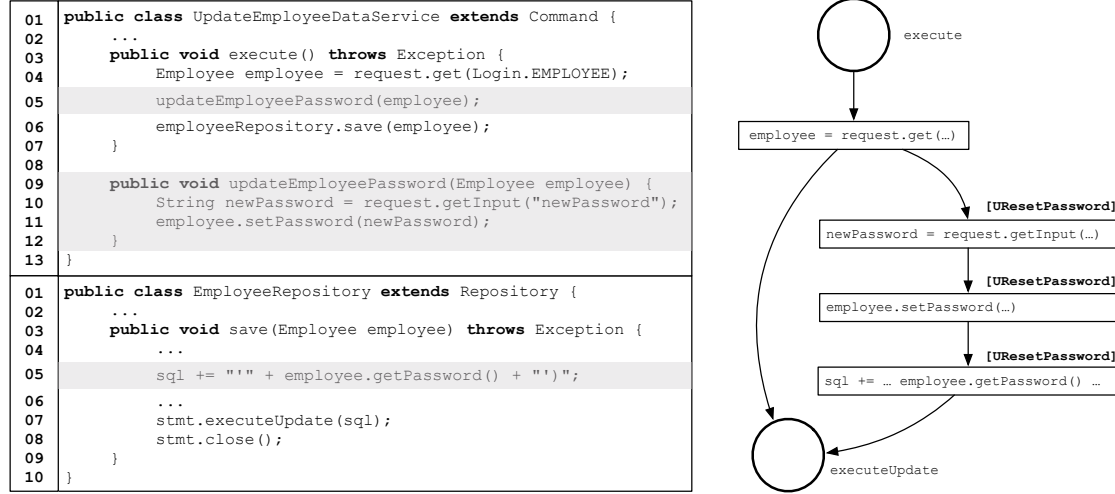 01 public class UpdateEmployeeDataService extends Command {
02 ...
03 public void execute() throws Exception {
04 Employee employee = request.get(Login.EMPLOYEE);
05 updateEmployeePassword(employee);
06 employeeRepository.save(employee);
07 }
08
09 public void updateEmployeePassword(Employee employee) {
10 String newPassword = request.getInput("newPassword");
11 employee.setPassword(newPassword);
12 }
13 }
01 public class EmployeeRepository extends Repository {
02 ...
03 public void save(Employee employee) throws Exception {
04 ...
05 sql += "'" + employee.getPassword() + "')";
06 ...
07 stmt.executeUpdate(sql);
08 stmt.close();
09 }
10 }
execute
employee = request.get(…)
[UResetPassword]
newPassword = request.getInput(…)
[UResetPassword]
employee.setPassword(…)
[UResetPassword]
sql += … employee.getPassword() …
executeUpdate